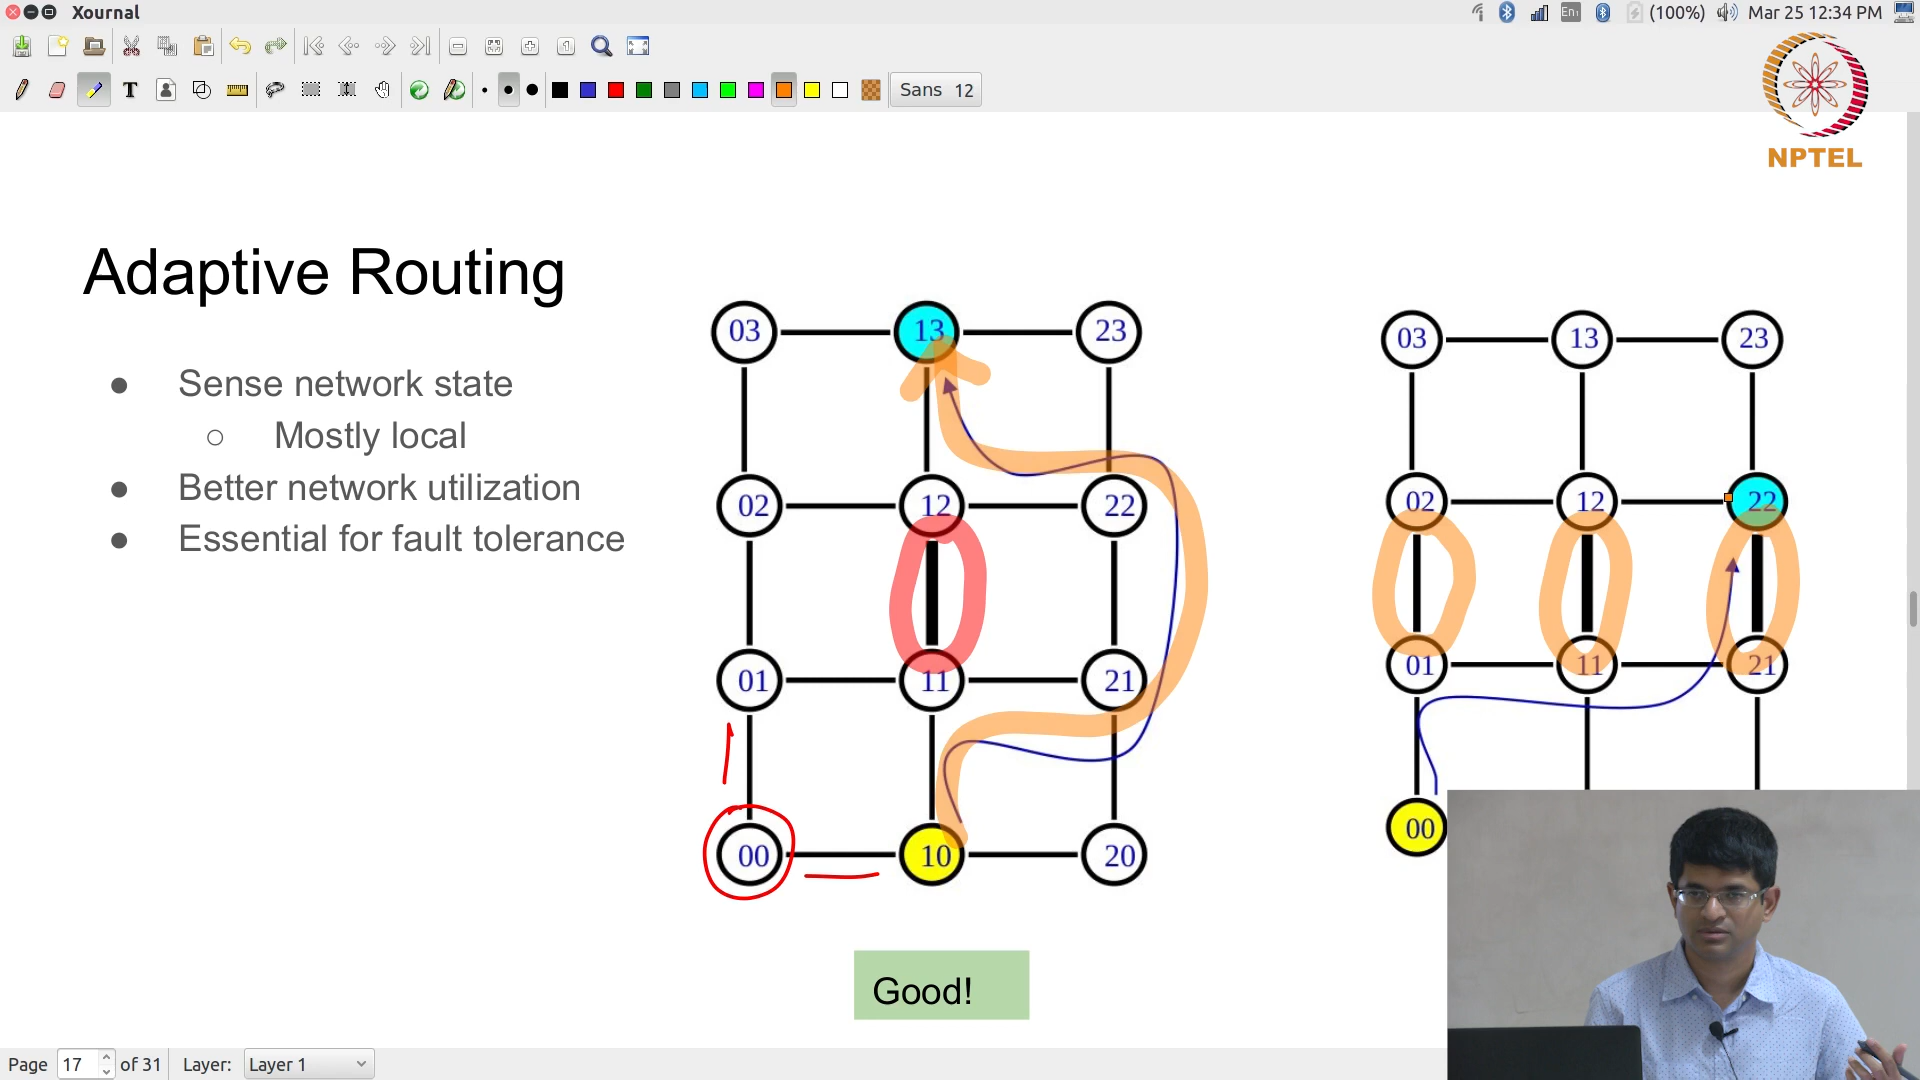 Xournal
En1
(100%)
Mar 25 12:34 PM
T
Sans 12
NPTEL
Adaptive Routing
● Sense network state
○ Mostly local
● Better network utilization
● Essential for fault tolerance
03 13 23
02 12 22
01 11 21
00 10 20
Good!
03 13 23
02 12 22
01 11 21
00
Page 17 of 31 Layer: Layer 1